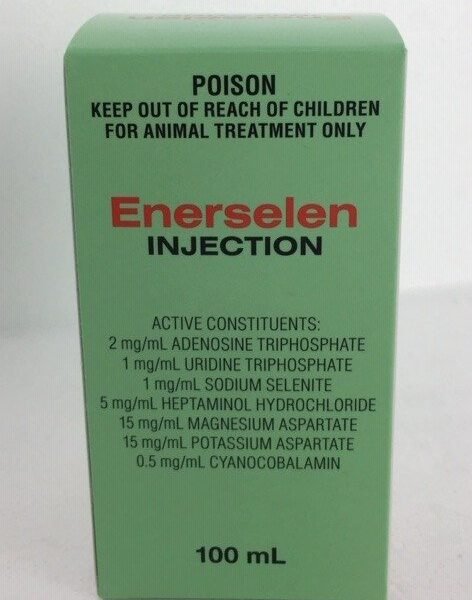 POISON
KEEP OUT OF REACH OF CHILDREN
FOR ANIMAL TREATMENT ONLY
Enerselen
INJECTION
ACTIVE CONSTITUENTS:
2 mg/mL ADENOSINE TRIPHOSPHATE
1 mg/mL URIDINE TRIPHOSPHATE
1 mg/mL SODIUM SELENITE
5 mg/mL HEPTAMINOL HYDROCHLORIDE
15 mg/mL MAGNESIUM ASPARTATE
15 mg/mL POTASSIUM ASPARTATE
0.5 mg/mL CYANOCOBALAMIN
100 mL